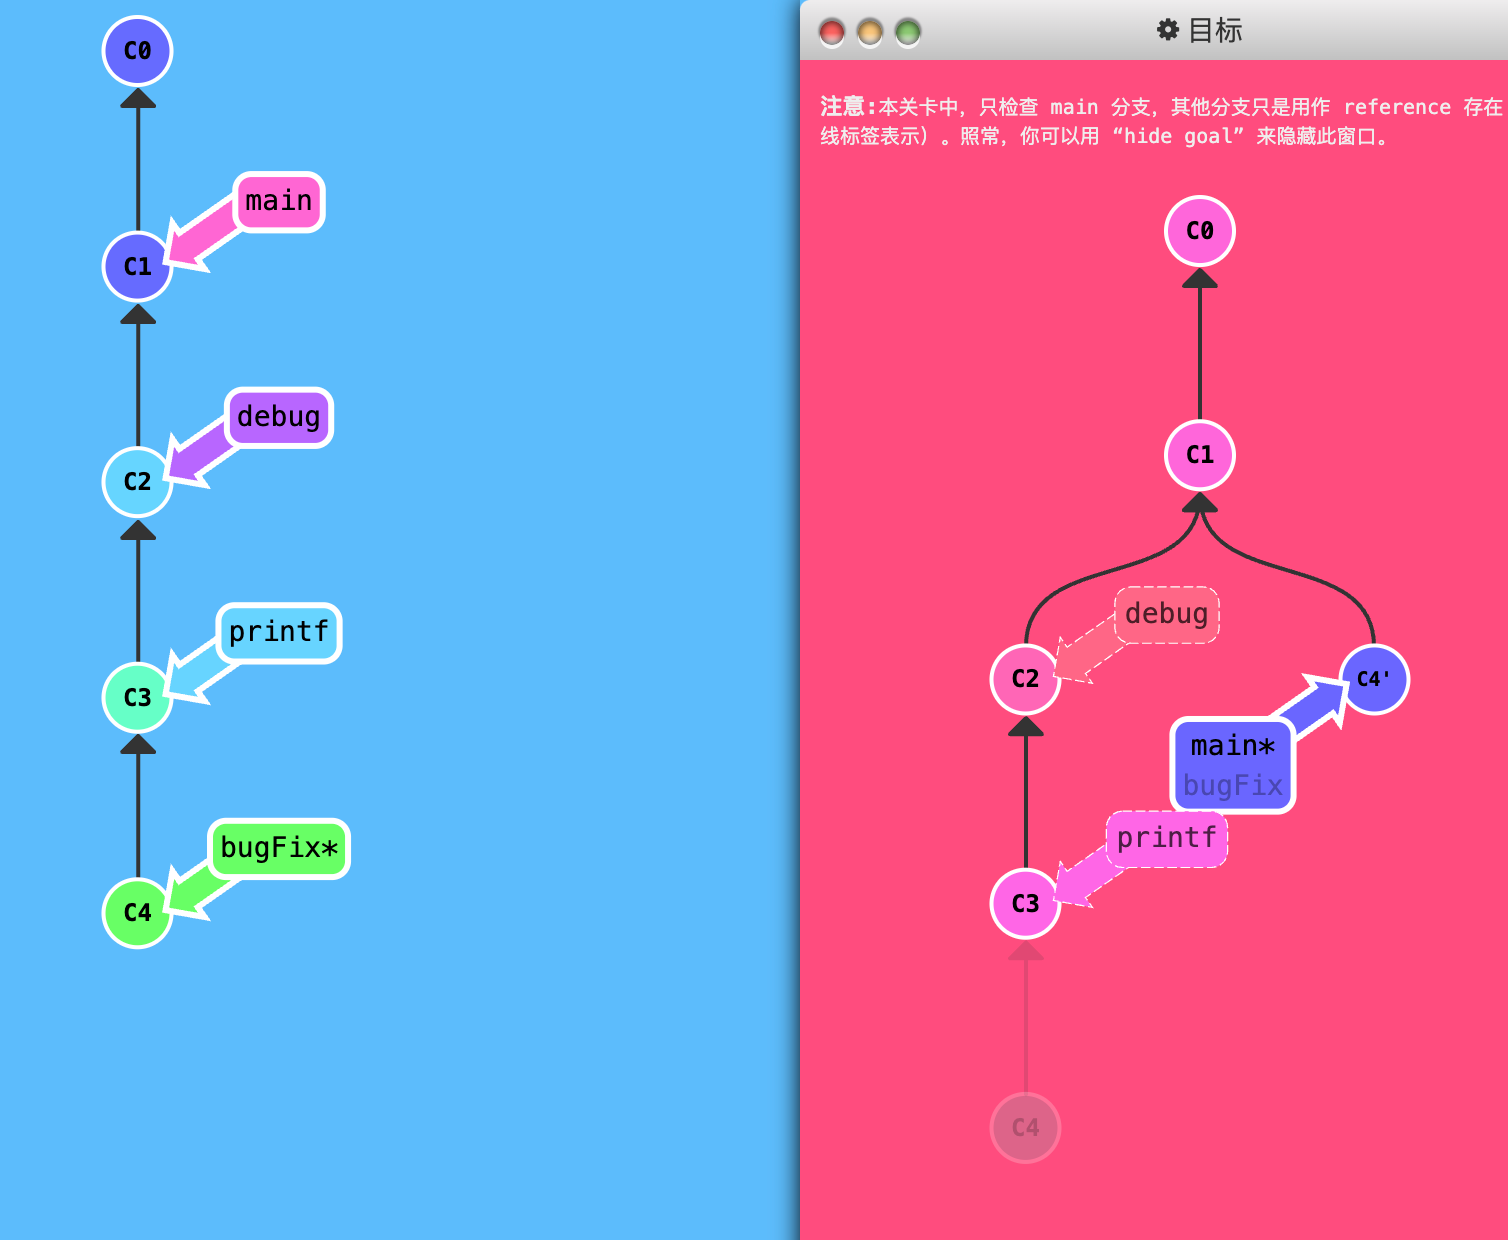 C0
main
C1
debug
C2
printf
C3
bugFix*
C4
目标
注意:本关卡中，只检查 main 分支，其他分支只是用作 reference 存在
线标签表示）。照常，你可以用 “hide goal” 来隐藏此窗口。
C0
C1
debug
C2
C4'
main*
bugFix
printf
C3
C4